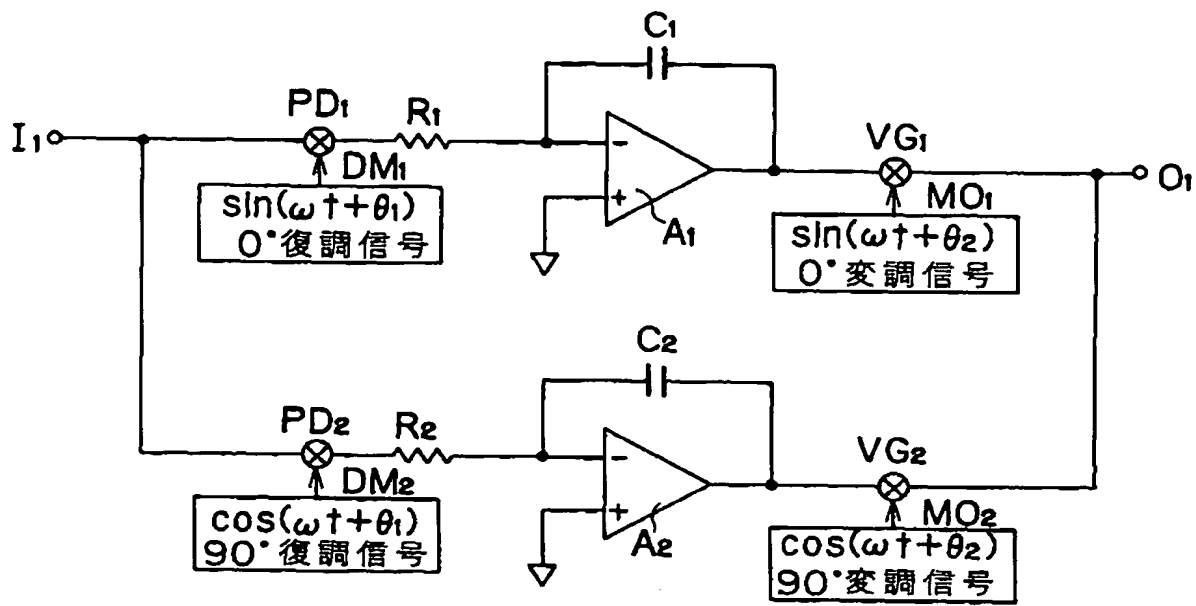 C1
PD1
R1
I1
−
VG1
O1
DM1
+
A1
MO1
sin(ωt+θ1)
0°復調信号
sin(ωt+θ2)
0°変調信号
C2
PD2
R2
−
VG2
DM2
+
A2
MO2
cos(ωt+θ1)
90°復調信号
cos(ωt+θ2)
90°変調信号